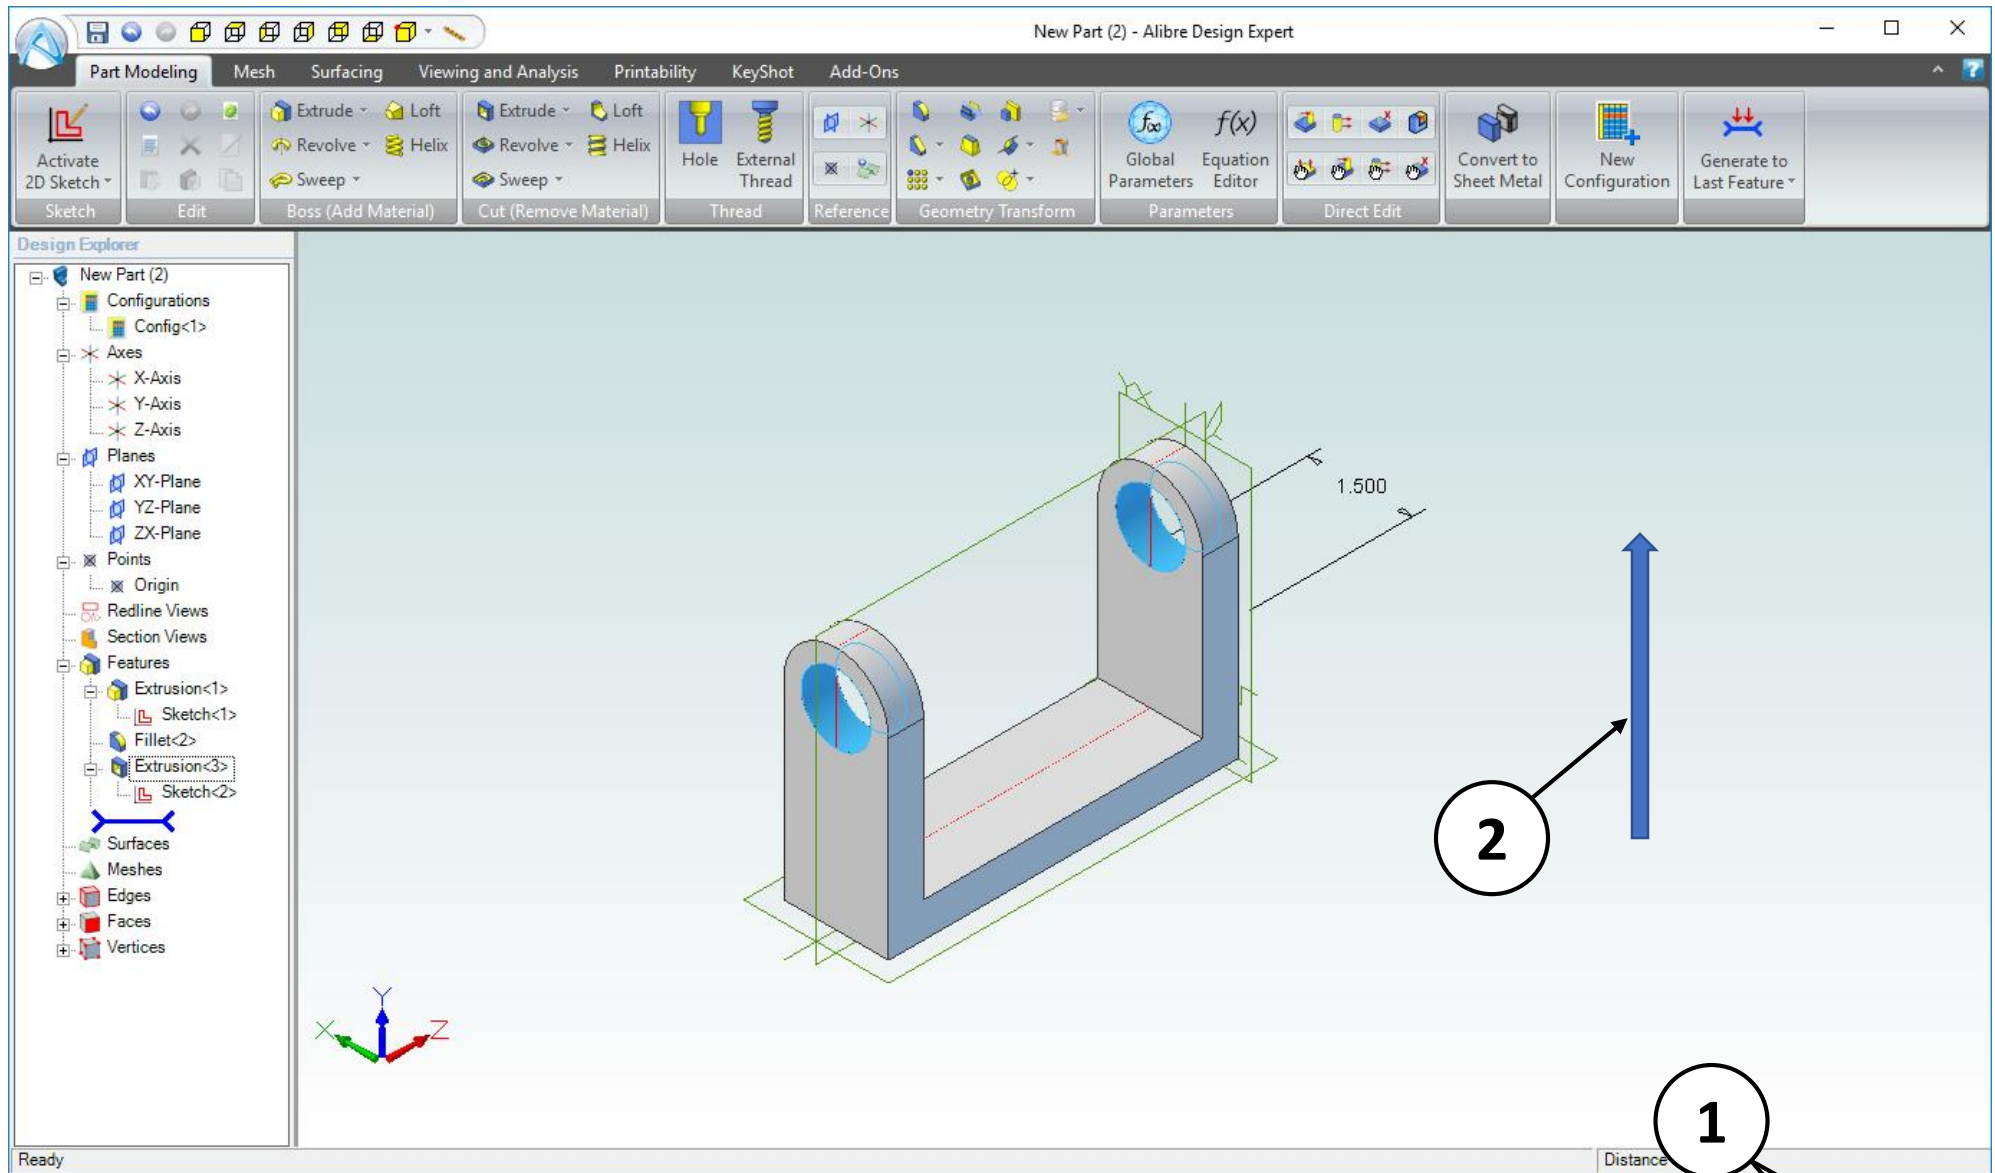 New Part (2) - Alibre Design Expert
Part Modeling Mesh Surfacing Viewing and Analysis Printability KeyShot Add-Ons
Activate
2D Sketch
Sketch
Edit
Extrude Loft
Revolve Helix
Sweep
Boss (Add Material)
Extrude Loft
Revolve Helix
Sweep
Cut (Remove Material)
Hole
External
Thread
Thread
Reference
Geometry Transform
Global
Parameters
f(x)
Equation
Editor
Parameters
Direct Edit
Convert to
Sheet Metal
New
Configuration
Generate to
Last Feature
Design Explorer
New Part (2)
Configurations
Config<1>
Axes
X-Axis
Y-Axis
Z-Axis
Planes
XY-Plane
YZ-Plane
ZX-Plane
Points
Origin
Redline Views
Section Views
Features
Extrusion<1>
Sketch<1>
Fillet<2>
Extrusion<3>
Sketch<2>
Surfaces
Meshes
Edges
Faces
Vertices
1.500
2
Y
X Z
1
Ready
Distance